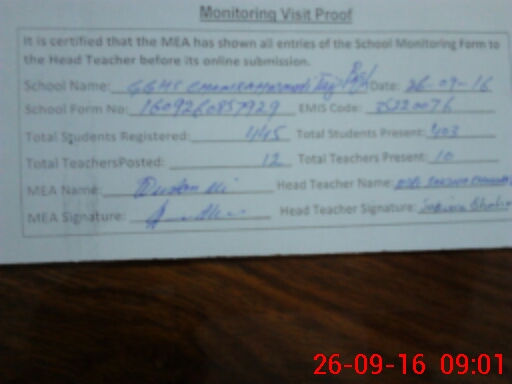 Monitoring Visit Proof
It is certified that the MEA has shown all entries of the School Monitoring Form to
the Head Teacher before its online submission.
School Name: GGHS Date: 26-09-16
School Form No: EMIS Code:
Total Students Registered: 445 Total Students Present: 403
Total TeachersPosted: 12 Total Teachers Present: 10
MEA Name: Head Teacher Name:
MEA Signature: Head Teacher Signature:
26-09-16 09:01